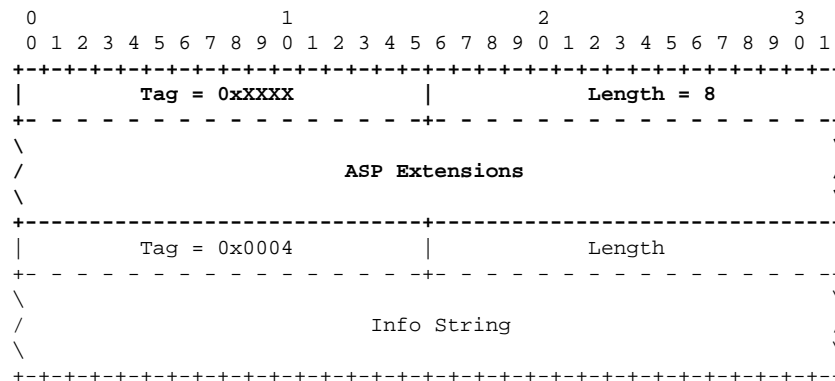 0                   1                   2                   3
 0 1 2 3 4 5 6 7 8 9 0 1 2 3 4 5 6 7 8 9 0 1 2 3 4 5 6 7 8 9 0 1
+-+-+-+-+-+-+-+-+-+-+-+-+-+-+-+-+-+-+-+-+-+-+-+-+-+-+-+-+-+-+-+-
|         Tag = 0xXXXX          |            Length = 8
+- - - - - - - - - - - - - - - -+- - - - - - - - - - - - - - - --
\                                                               \
/                         ASP Extensions                        /
\                                                               \
+-------------------------------+--------------------------------
|         Tag = 0x0004          |            Length
+- - - - - - - - - - - - - - - -+- - - - - - - - - - - - - - - --
\                                                               \
/                           Info String                         /
\                                                               \
+-+-+-+-+-+-+-+-+-+-+-+-+-+-+-+-+-+-+-+-+-+-+-+-+-+-+-+-+-+-+-+-